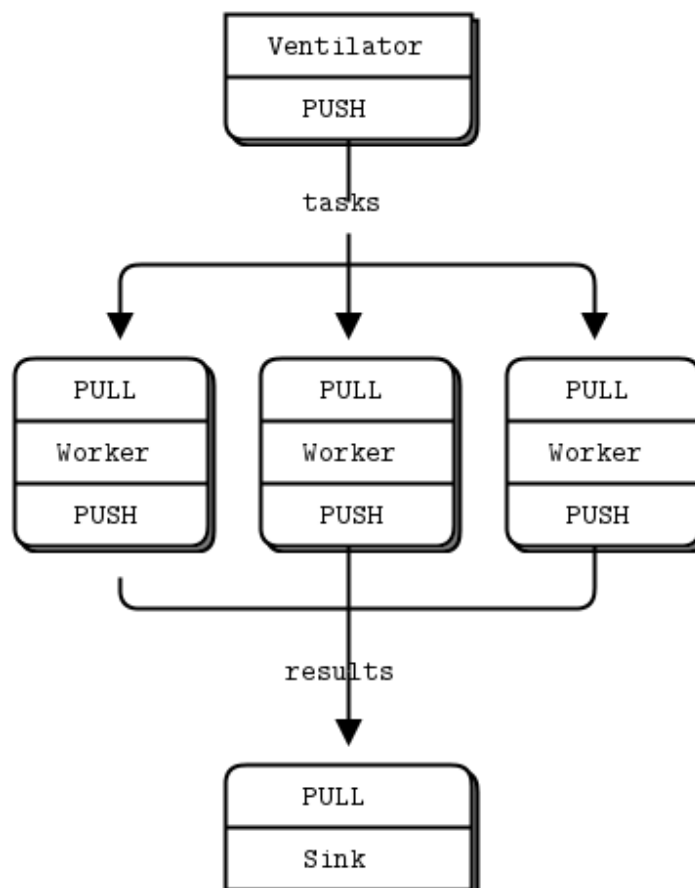 Ventilator
PUSH
tasks
PULL PULL PULL
Worker Worker Worker
PUSH PUSH PUSH
results
PULL
Sink